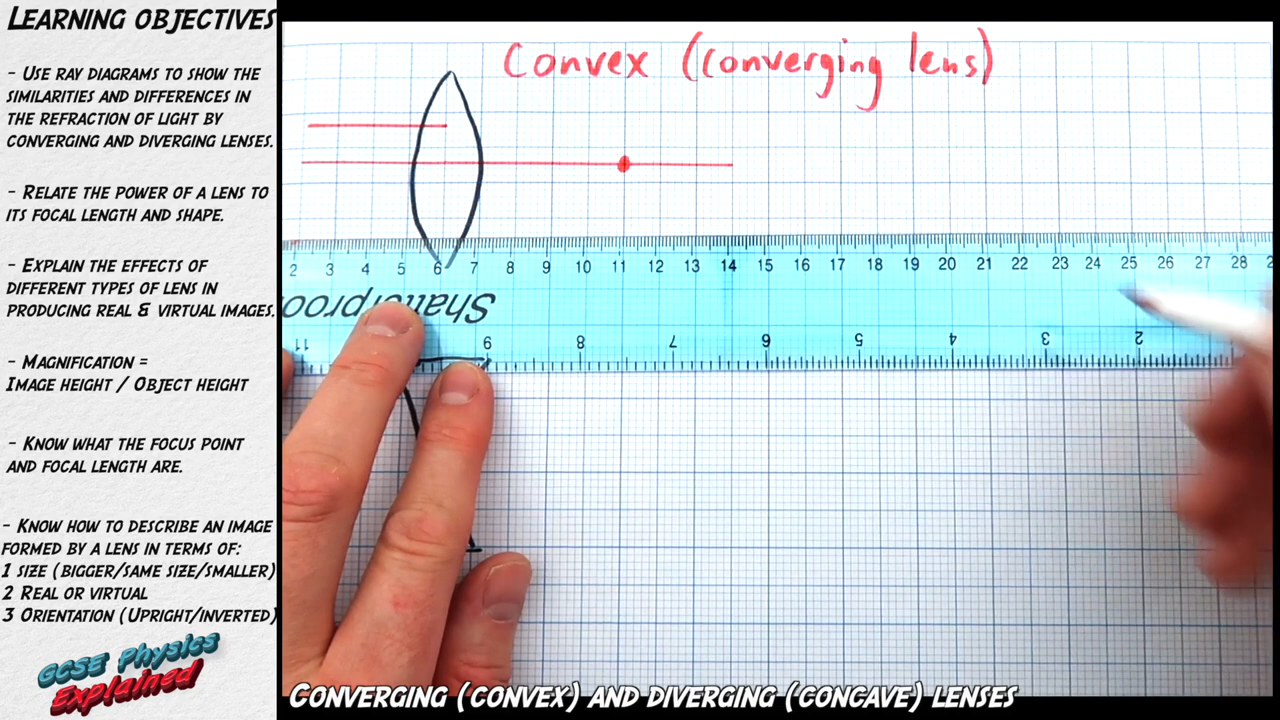 LEARNING OBJECTIVES
- USE RAY DIAGRAMS TO SHOW THE
SIMILARITIES AND DIFFERENCES IN
THE REFRACTION OF LIGHT BY
CONVERGING AND DIVERGING LENSES.
- RELATE THE POWER OF A LENS TO
ITS FOCAL LENGTH AND SHAPE.
- EXPLAIN THE EFFECTS OF
DIFFERENT TYPES OF LENS IN
PRODUCING REAL & VIRTUAL IMAGES.
- MAGNIFICATION =
IMAGE HEIGHT / OBJECT HEIGHT
- KNOW WHAT THE FOCUS POINT
AND FOCAL LENGTH ARE.
- KNOW HOW TO DESCRIBE AN IMAGE
FORMED BY A LENS IN TERMS OF:
1 SIZE (BIGGER/SAME SIZE/SMALLER)
2 REAL OR VIRTUAL
3 ORIENTATION (UPRIGHT/INVERTED)
GCSE Physics
Explained
Convex (converging lens)
2 3 4 5 6 7 8 9 10 11 12 13 14 15 16 17 18 19 20 21 22 23 24 25 26 27 28
Shatterproo
11 9 8 7 6 5 4 3 2
CONVERGING (CONVEX) AND DIVERGING (CONCAVE) LENSES